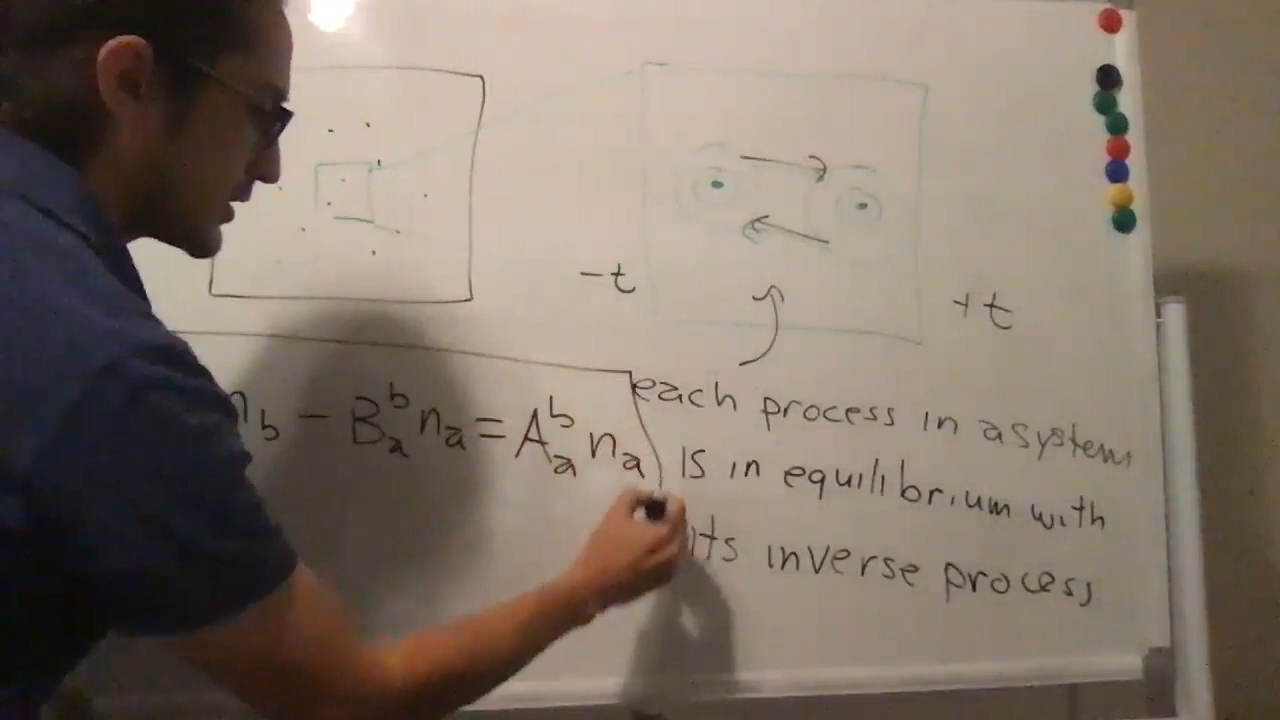 -t
+t
n_b - B_a^b n_a = A_a^b n_a
each process in a system
is in equilibrium with
its inverse process